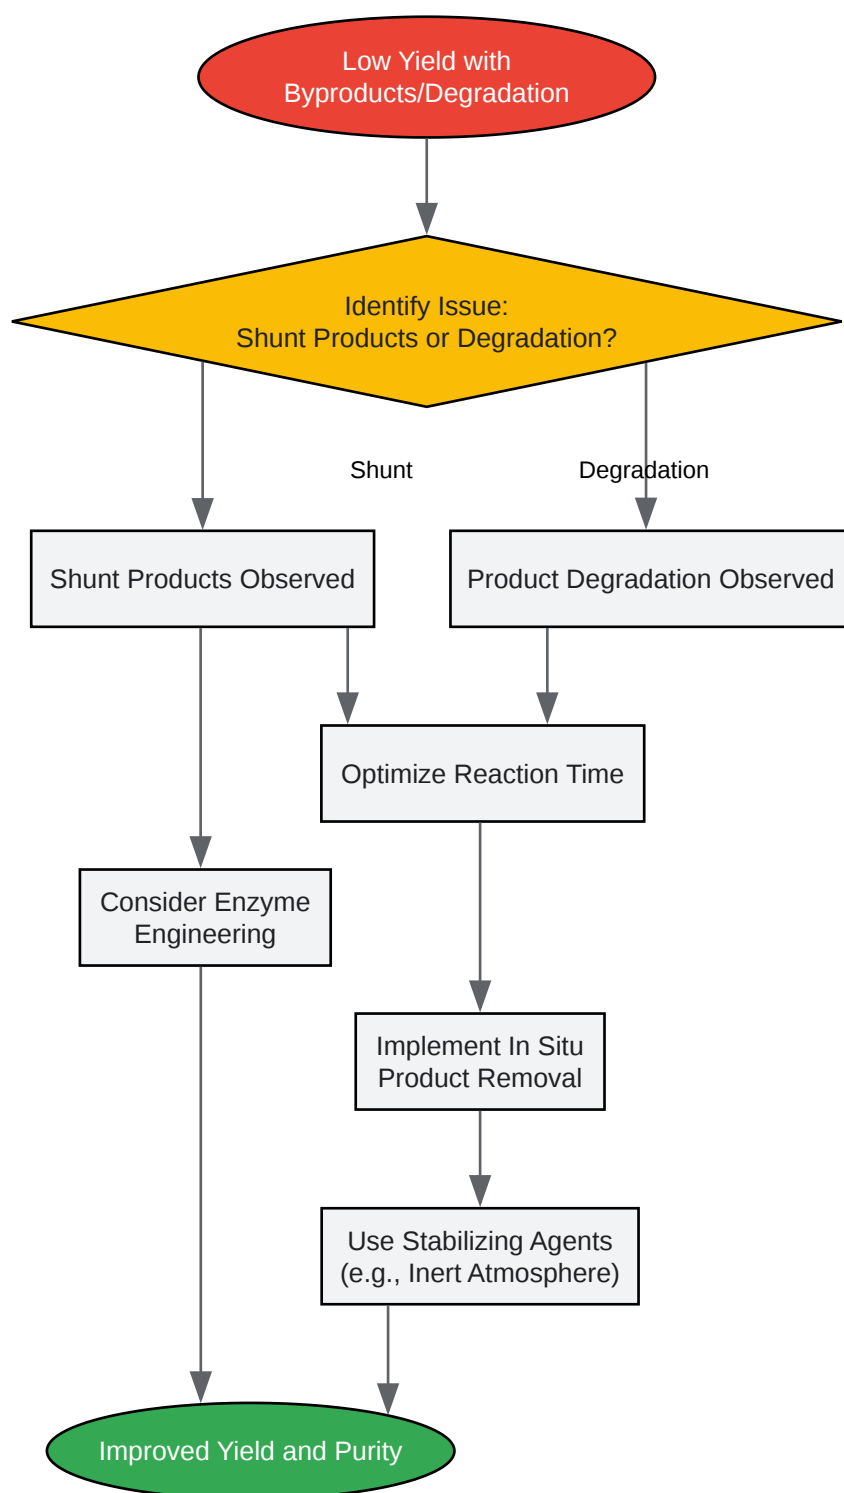 Low Yield with
Byproducts/Degradation
Identify Issue:
Shunt Products or Degradation?
Shunt
Degradation
Shunt Products Observed
Product Degradation Observed
Optimize Reaction Time
Consider Enzyme
Engineering
Implement In Situ
Product Removal
Use Stabilizing Agents
(e.g., Inert Atmosphere)
Improved Yield and Purity